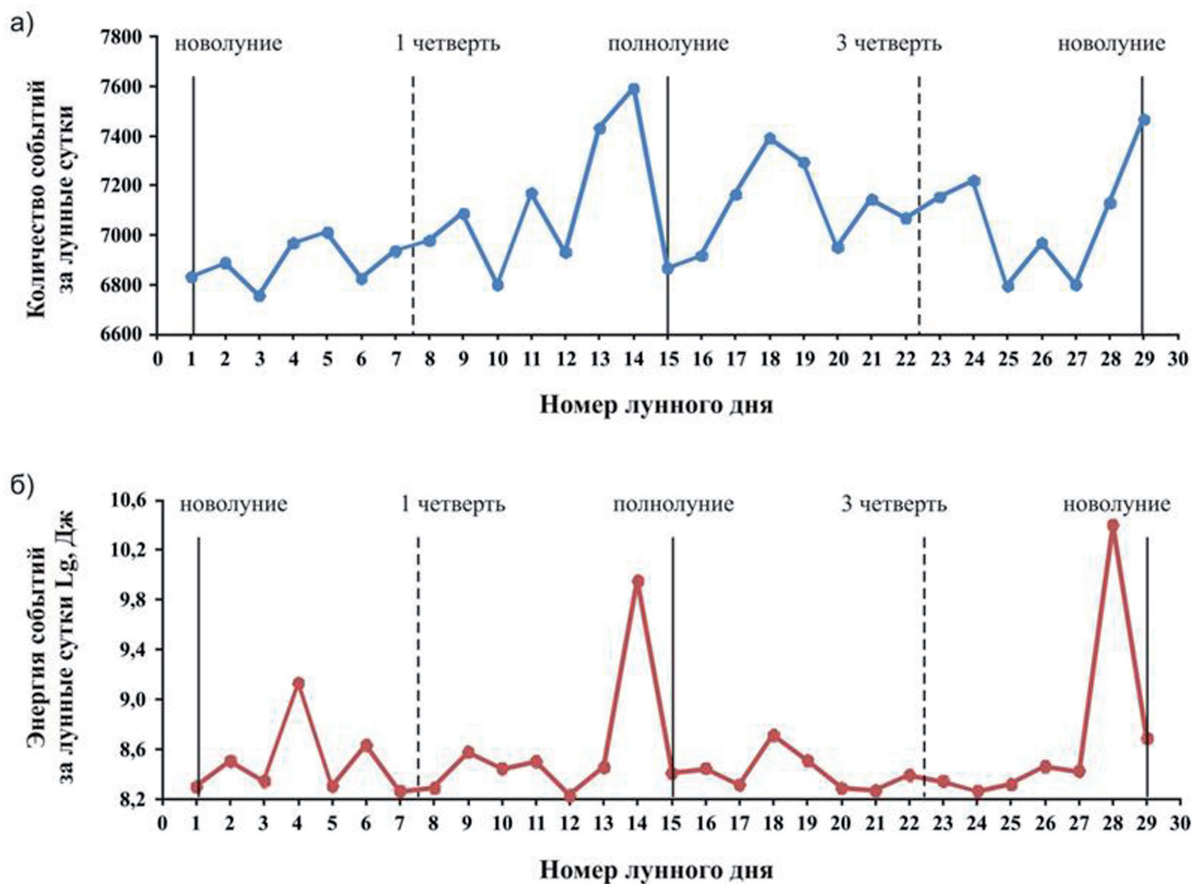 а)
новолуние 1 четверть полнолуние 3 четверть новолуние
Количество событий
за лунные сутки
7800
7600
7400
7200
7000
6800
6600
0 1 2 3 4 5 6 7 8 9 10 11 12 13 14 15 16 17 18 19 20 21 22 23 24 25 26 27 28 29 30
Номер лунного дня
б)
новолуние 1 четверть полнолуние 3 четверть новолуние
Энергия событий
за лунные сутки Lg, Дж
10,6
10,2
9,8
9,4
9,0
8,6
8,2
0 1 2 3 4 5 6 7 8 9 10 11 12 13 14 15 16 17 18 19 20 21 22 23 24 25 26 27 28 29 30
Номер лунного дня